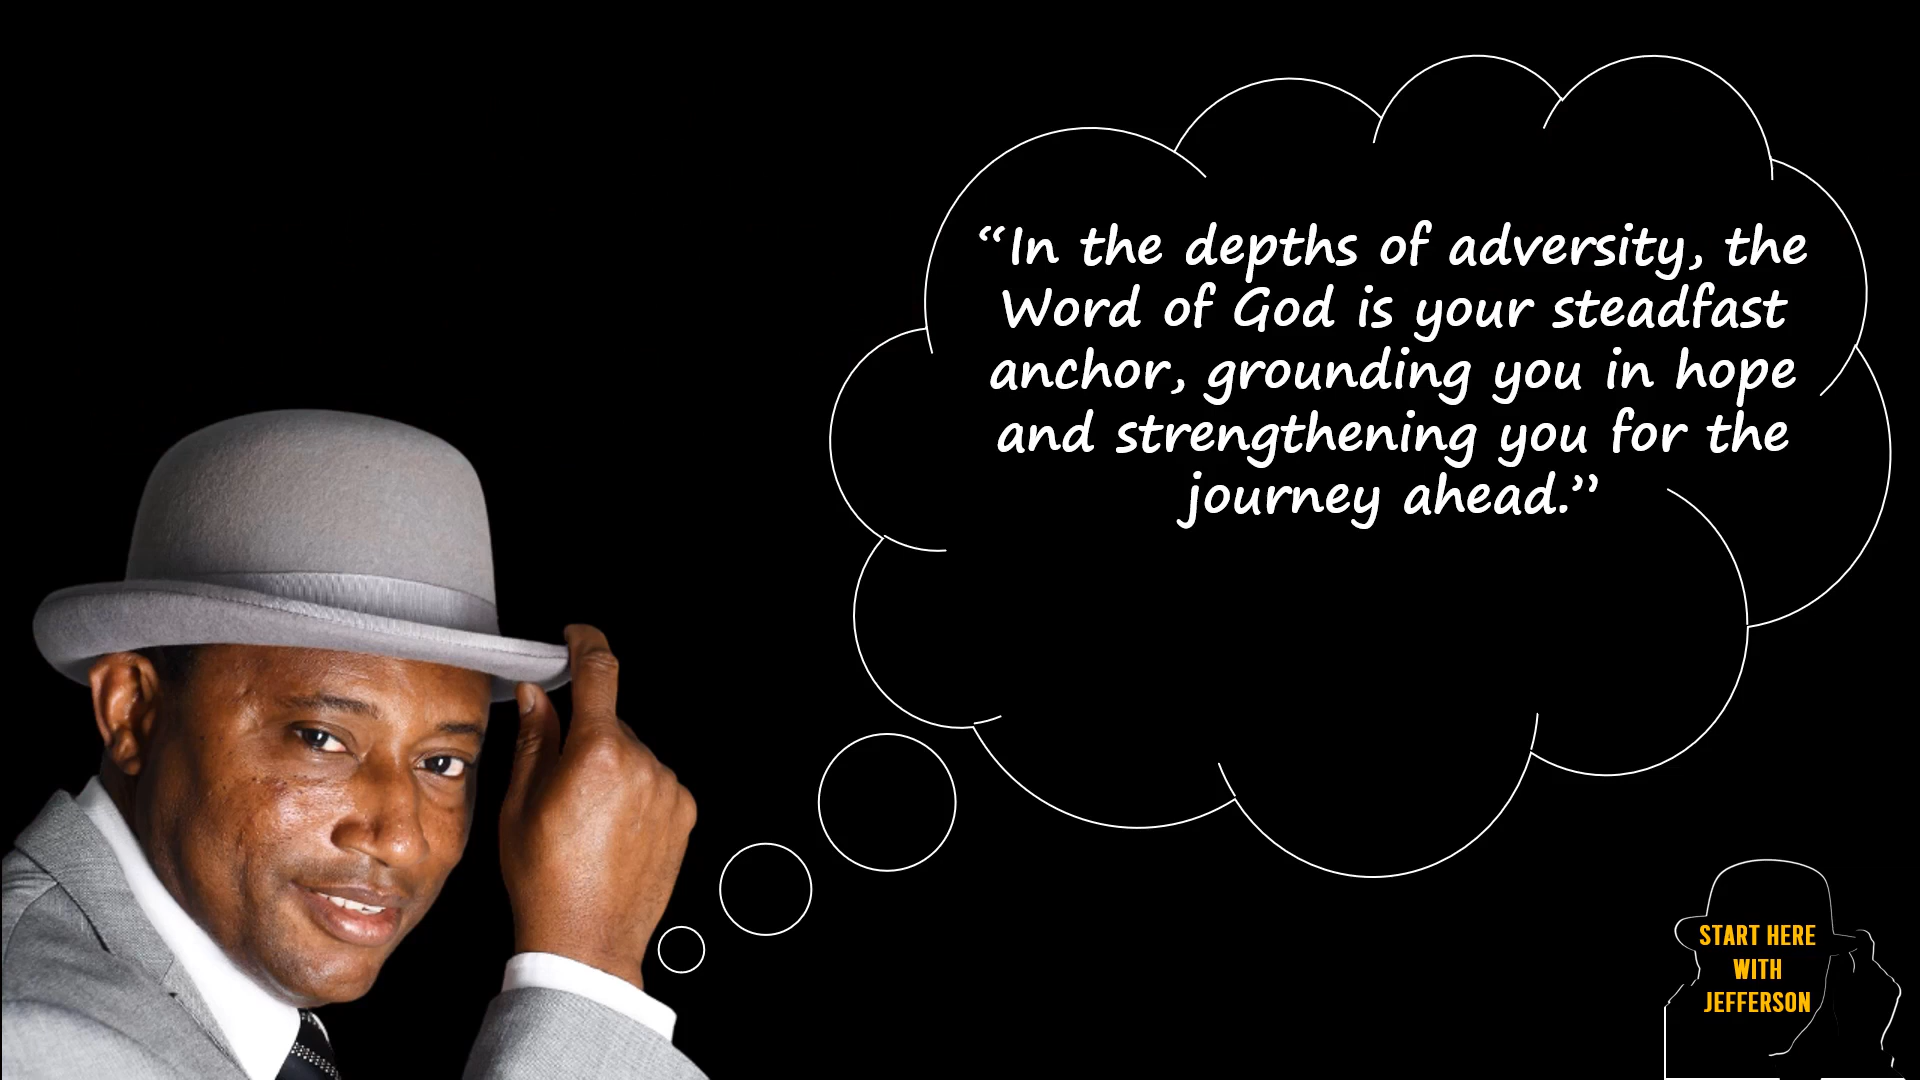 “In the depths of adversity, the
Word of God is your steadfast
anchor, grounding you in hope
and strengthening you for the
journey ahead.”
START HERE
WITH
JEFFERSON